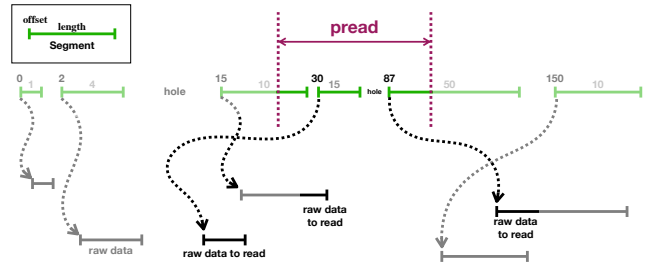 offset
length
Segment
pread
0
1
2
4
hole
15
10
30
15
hole
87
50
150
10
raw data
to read
raw data
to read
raw data
raw data to read